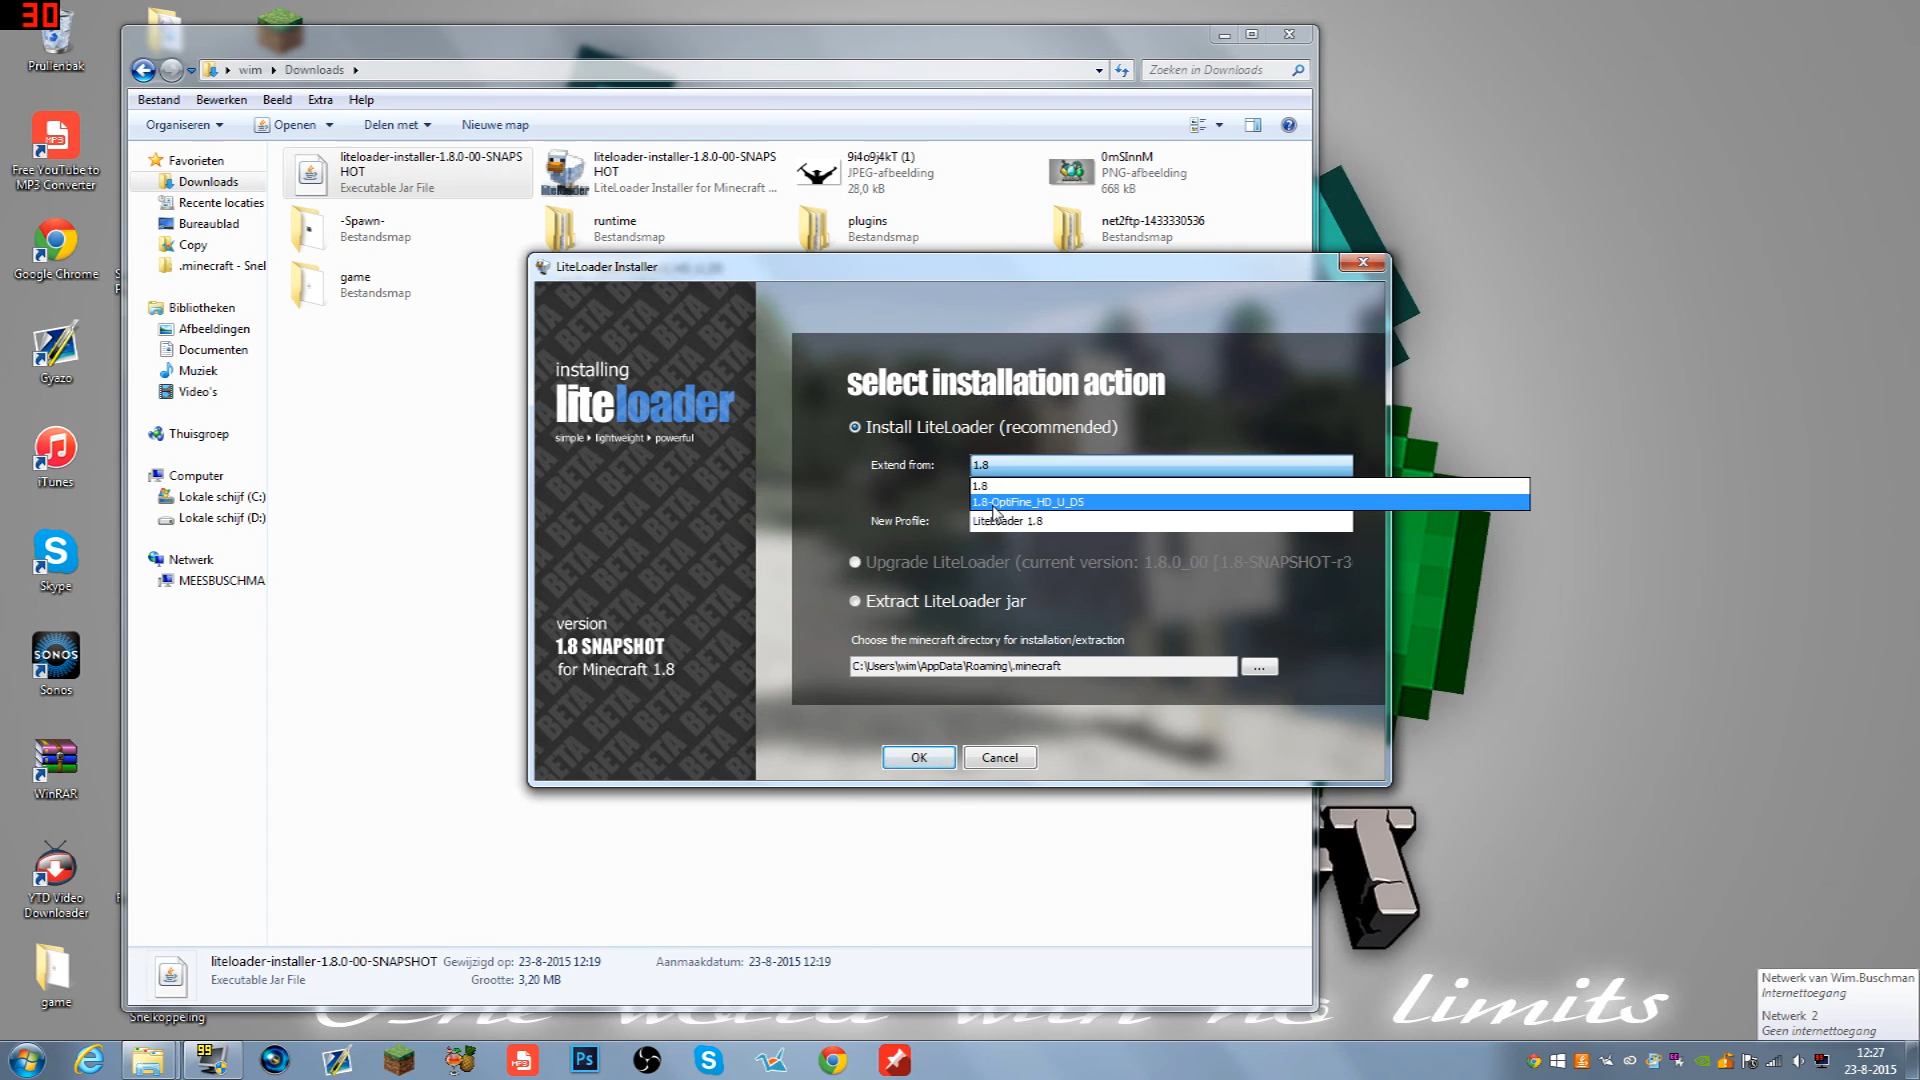 30
Prullenbak
Free YouTube to
MP3 Converter
Google Chrome
Gyazo
iTunes
Skype
SONOS
Sonos
WinRAR
YTD Video
Downloader
game
Snelkoppeling
wim
Downloads
Zoeken in Downloads
Bestand
Bewerken
Beeld
Extra
Help
Organiseren
Openen
Delen met
Nieuwe map
Favorieten
Downloads
Recente locaties
Bureaublad
Copy
.minecraft - Snel
Bibliotheken
Afbeeldingen
Documenten
Muziek
Video's
Thuisgroep
Computer
Lokale schijf (C:)
Lokale schijf (D:)
Netwerk
MEESBUSCHMA
liteloader-installer-1.8.0-00-SNAPS
HOT
Executable Jar File
liteloader-installer-1.8.0-00-SNAPS
HOT
LiteLoader Installer for Minecraft ...
9i4o9j4kT (1)
JPEG-afbeelding
28,0 kB
0mSInnM
PNG-afbeelding
668 kB
-Spawn-
Bestandsmap
runtime
Bestandsmap
plugins
Bestandsmap
net2ftp-1433330536
Bestandsmap
game
Bestandsmap
LiteLoader Installer
installing
liteloader
simple lightweight powerful
version
1.8 SNAPSHOT
for Minecraft 1.8
select installation action
Install LiteLoader (recommended)
Extend from:
1.8
1.8
1.8-OptiFine_HD_U_D5
New Profile:
LiteLoader 1.8
Upgrade LiteLoader (current version: 1.8.0_00 [1.8-SNAPSHOT-r3
Extract LiteLoader jar
Choose the minecraft directory for installation/extraction
C:\Users\wim\AppData\Roaming\.minecraft
...
OK
Cancel
liteloader-installer-1.8.0-00-SNAPSHOT
Gewijzigd op: 23-8-2015 12:19
Aanmaakdatum: 23-8-2015 12:19
Executable Jar File
Grootte: 3,20 MB
One world with no limits
Netwerk van Wim.Buschman
Internettoegang
Netwerk 2
Geen internettoegang
99
MP3
Ps
12:27
23-8-2015